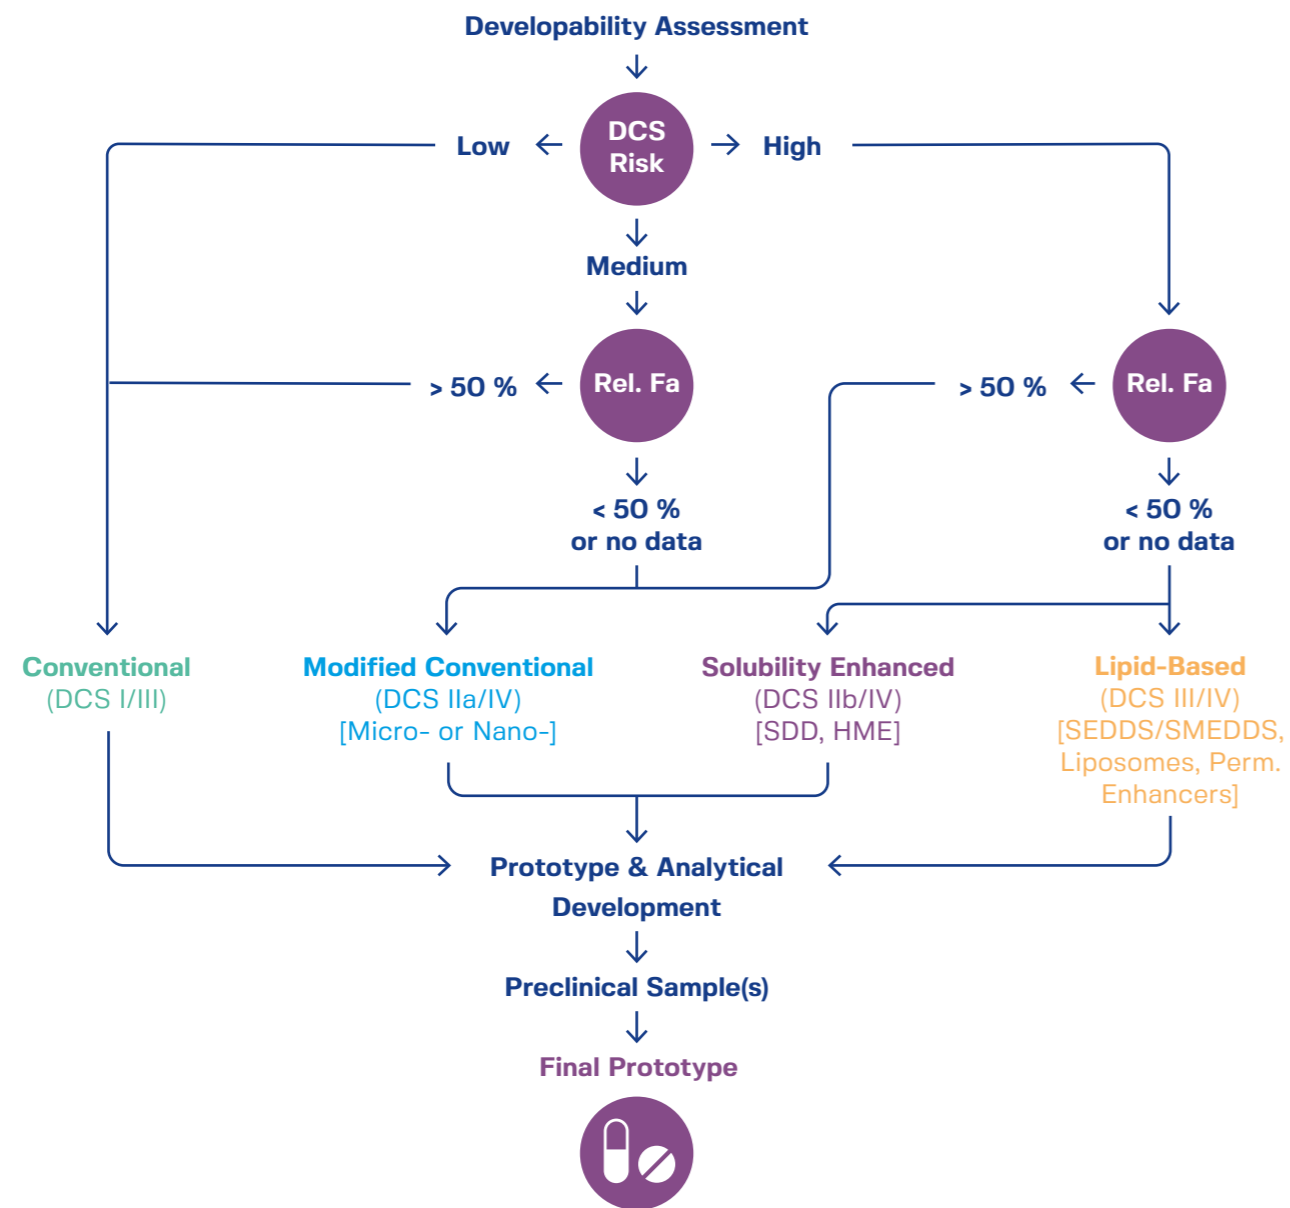 Developability Assessment
DCS
Risk
Low
High
Medium
> 50 %
Rel. Fa
> 50 %
Rel. Fa
< 50 %
or no data
< 50 %
or no data
Conventional
(DCS I/III)
Modified Conventional
(DCS IIa/IV)
[Micro- or Nano-]
Solubility Enhanced
(DCS IIb/IV)
[SDD, HME]
Lipid-Based
(DCS III/IV)
[SEDDS/SMEDDS,
Liposomes, Perm.
Enhancers]
Prototype & Analytical
Development
Preclinical Sample(s)
Final Prototype